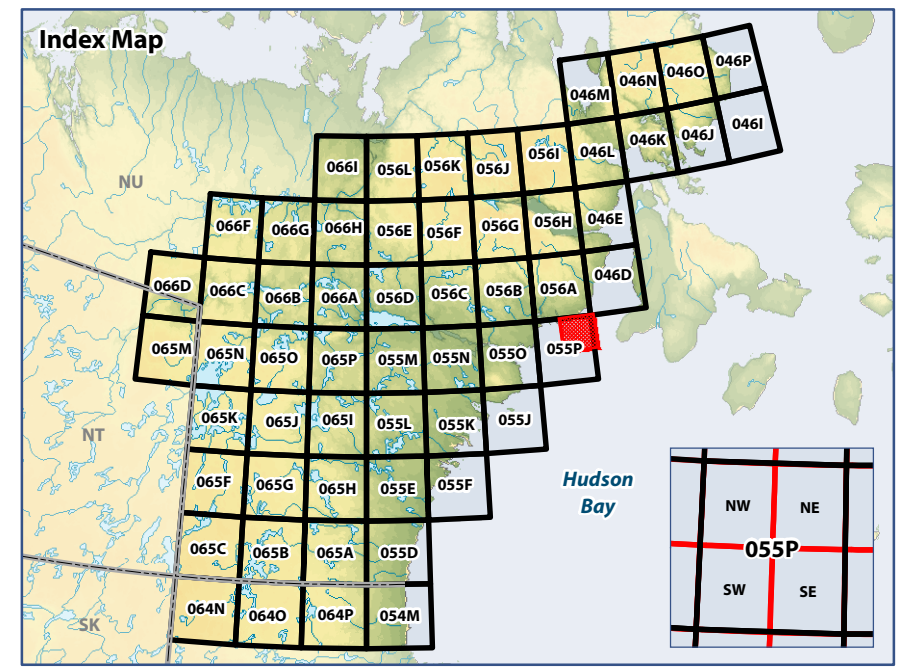 Index Map
046M 046N 046O 046P
046L 046K 046J 046I
066I 056L 056K 056J 056I
NU
066F 066G 066H 056E 056F 056G 056H 046E
066D 066C 066B 066A 056D 056C 056B 056A 046D
065M 065N 065O 065P 055M 055N 055O 055P
NT
065K 065J 065I 055L 055K 055J
065F 065G 065H 055E 055F
Hudson
Bay
065C 065B 065A 055D
064N 064O 064P 054M
SK
NW NE
055P
SW SE